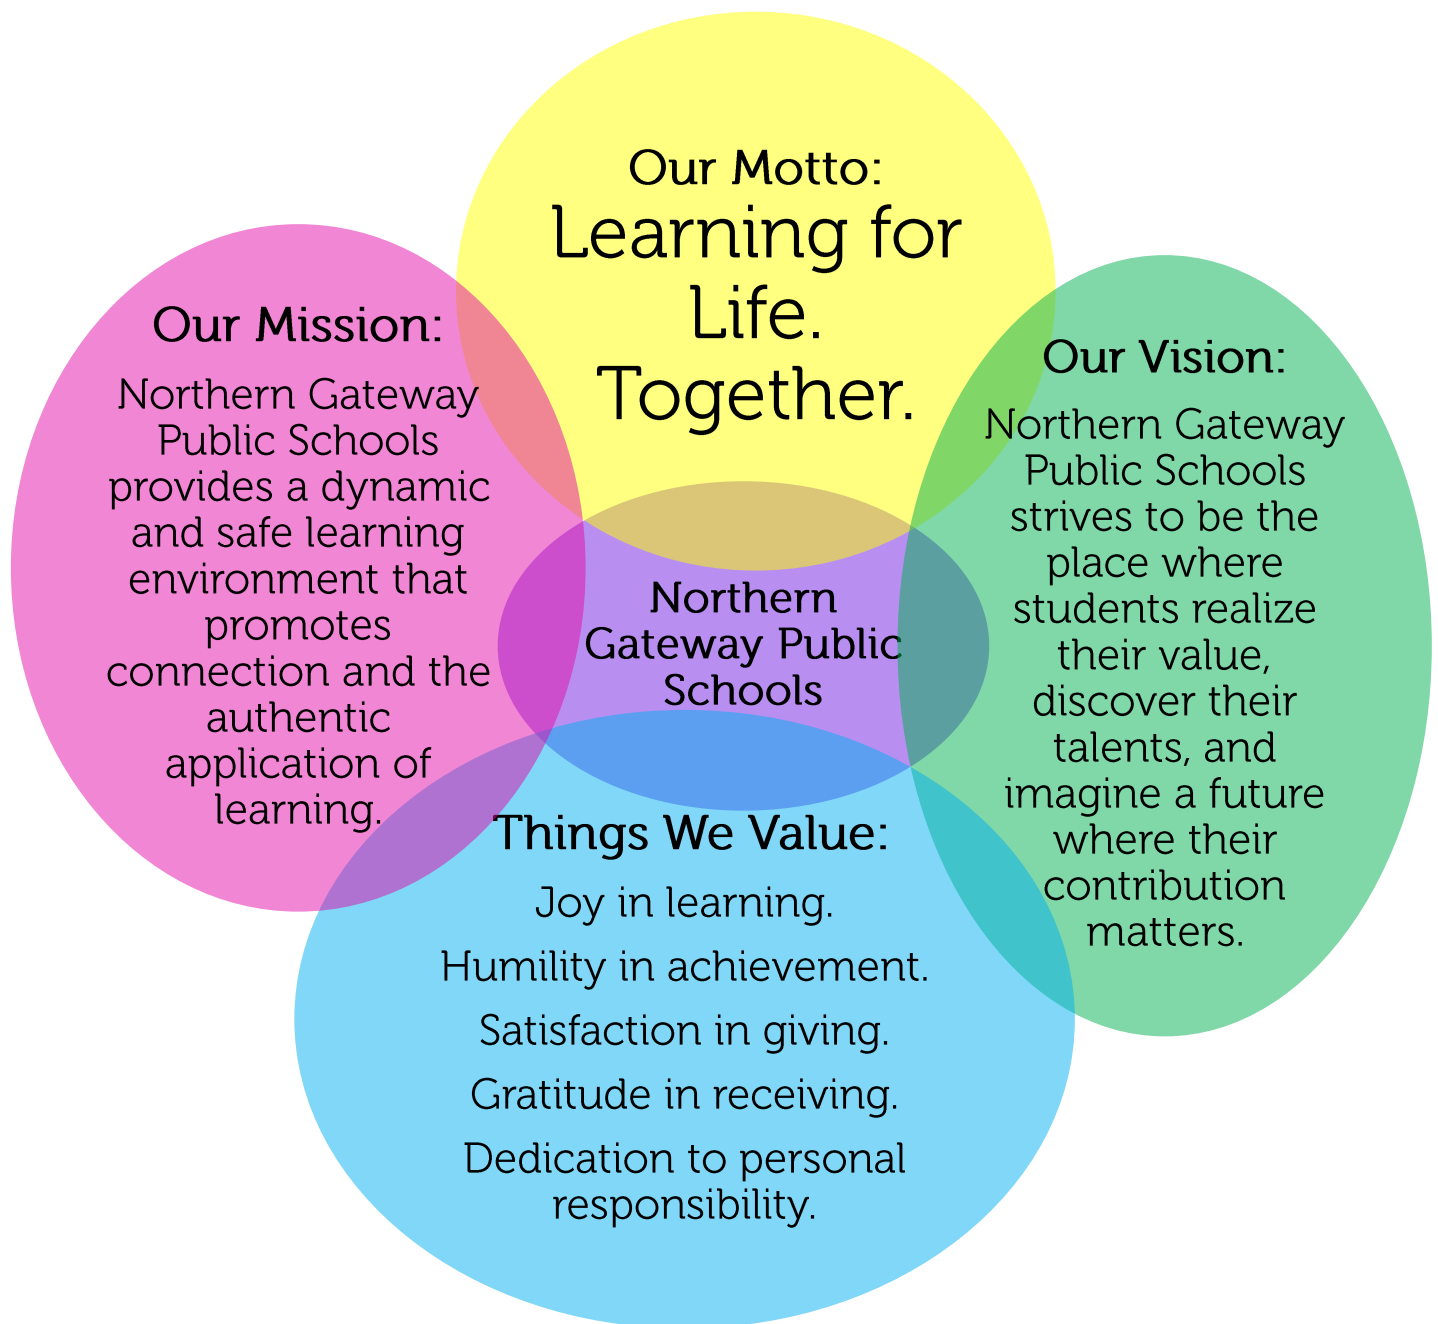 Our Motto:
Learning for
Life.
Together.
Our Mission:
Northern Gateway
Public Schools
provides a dynamic
and safe learning
environment that
promotes
connection and the
authentic
application of
learning.
Our Vision:
Northern Gateway
Public Schools
strives to be the
place where
students realize
their value,
discover their
talents, and
imagine a future
where their
contribution
matters.
Northern
Gateway Public
Schools
Things We Value:
Joy in learning.
Humility in achievement.
Satisfaction in giving.
Gratitude in receiving.
Dedication to personal
responsibility.